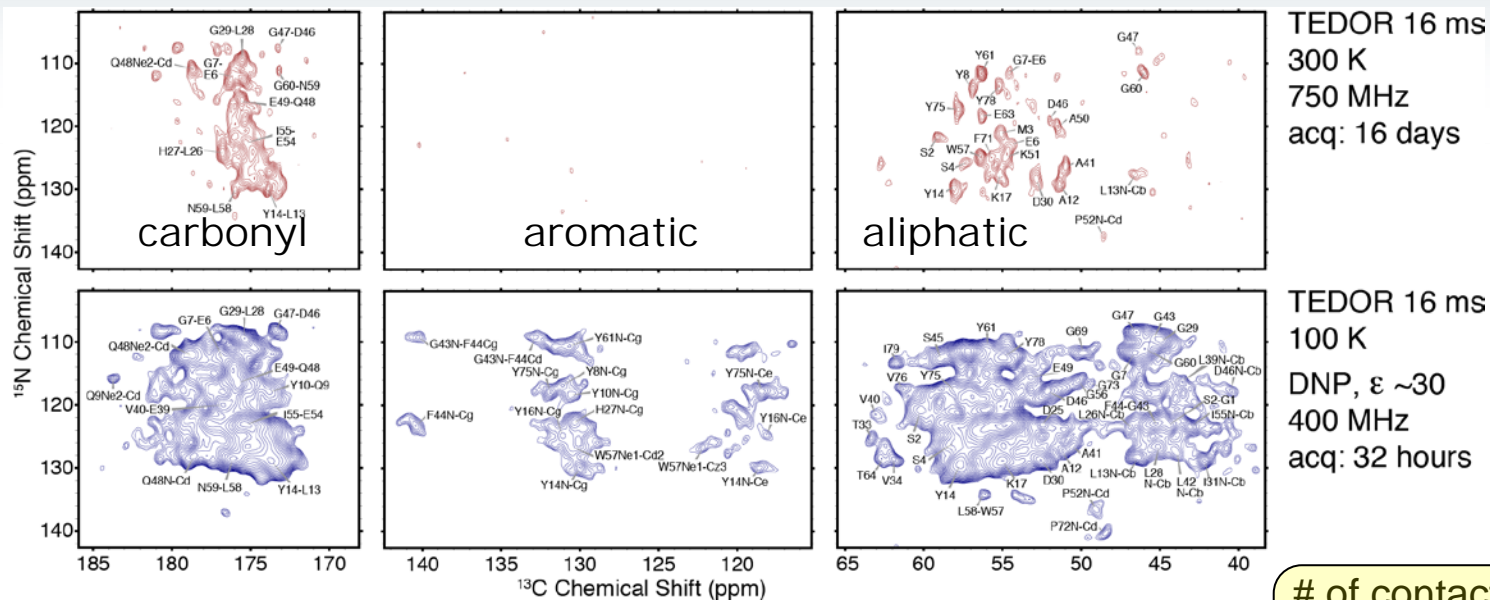 TEDOR 16 ms
300 K
750 MHz
acq: 16 days
15N Chemical Shift (ppm)
110
120
130
140
G29-L28
G47-D46
Q48Ne2-Cd
G7-
E6
G60-N59
E49-Q48
I55-
E54
H27-L26
N59-L58
Y14-L13
carbonyl
aromatic
G47
Y61
G7-E6
Y8
G60
Y78
Y75
E63
D46
A50
M3
F71
E6
W57
K51
S2
S4
A41
L13N-Cb
Y14
K17
D30
A12
P52N-Cd
aliphatic
TEDOR 16 ms
100 K
DNP, ε ~30
400 MHz
acq: 32 hours
110
120
130
140
G29-L28
G47-D46
G7-E6
Q48Ne2-Cd
E49-Q48
Q9Ne2-Cd
Y10-Q9
V40-E39
I55-E54
Q48N-Cd
N59-L58
Y14-L13
G43N-F44Cg
Y61N-Cg
G43N-F44Cd
Y75N-Cg
Y8N-Cg
Y75N-Ce
Y10N-Cg
F44N-Cg
Y16N-Cg
H27N-Cg
Y16N-Ce
W57Ne1-Cd2
W57Ne1-Cz3
Y14N-Cg
Y14N-Ce
G47
G43
S45
Y61
G29
Y78
G69
I79
G60
L39N-Cb
Y75
E49
G7
D46N-Cb
V76
G73
G56
V40
D46
F44-G43
S2-G1
D25
L26N-Cb
I55N-Cb
T33
S2
S4
A41
T64
V34
A12
L13N-Cb
L28
N-Cb
L42
N-Cb
I31N-Cb
Y14
K17
D30
L58-W57
P52N-Cd
P72N-Cd
185
180
175
170
140
135
130
125
120
65
60
55
50
45
40
13C Chemical Shift (ppm)
# of contact